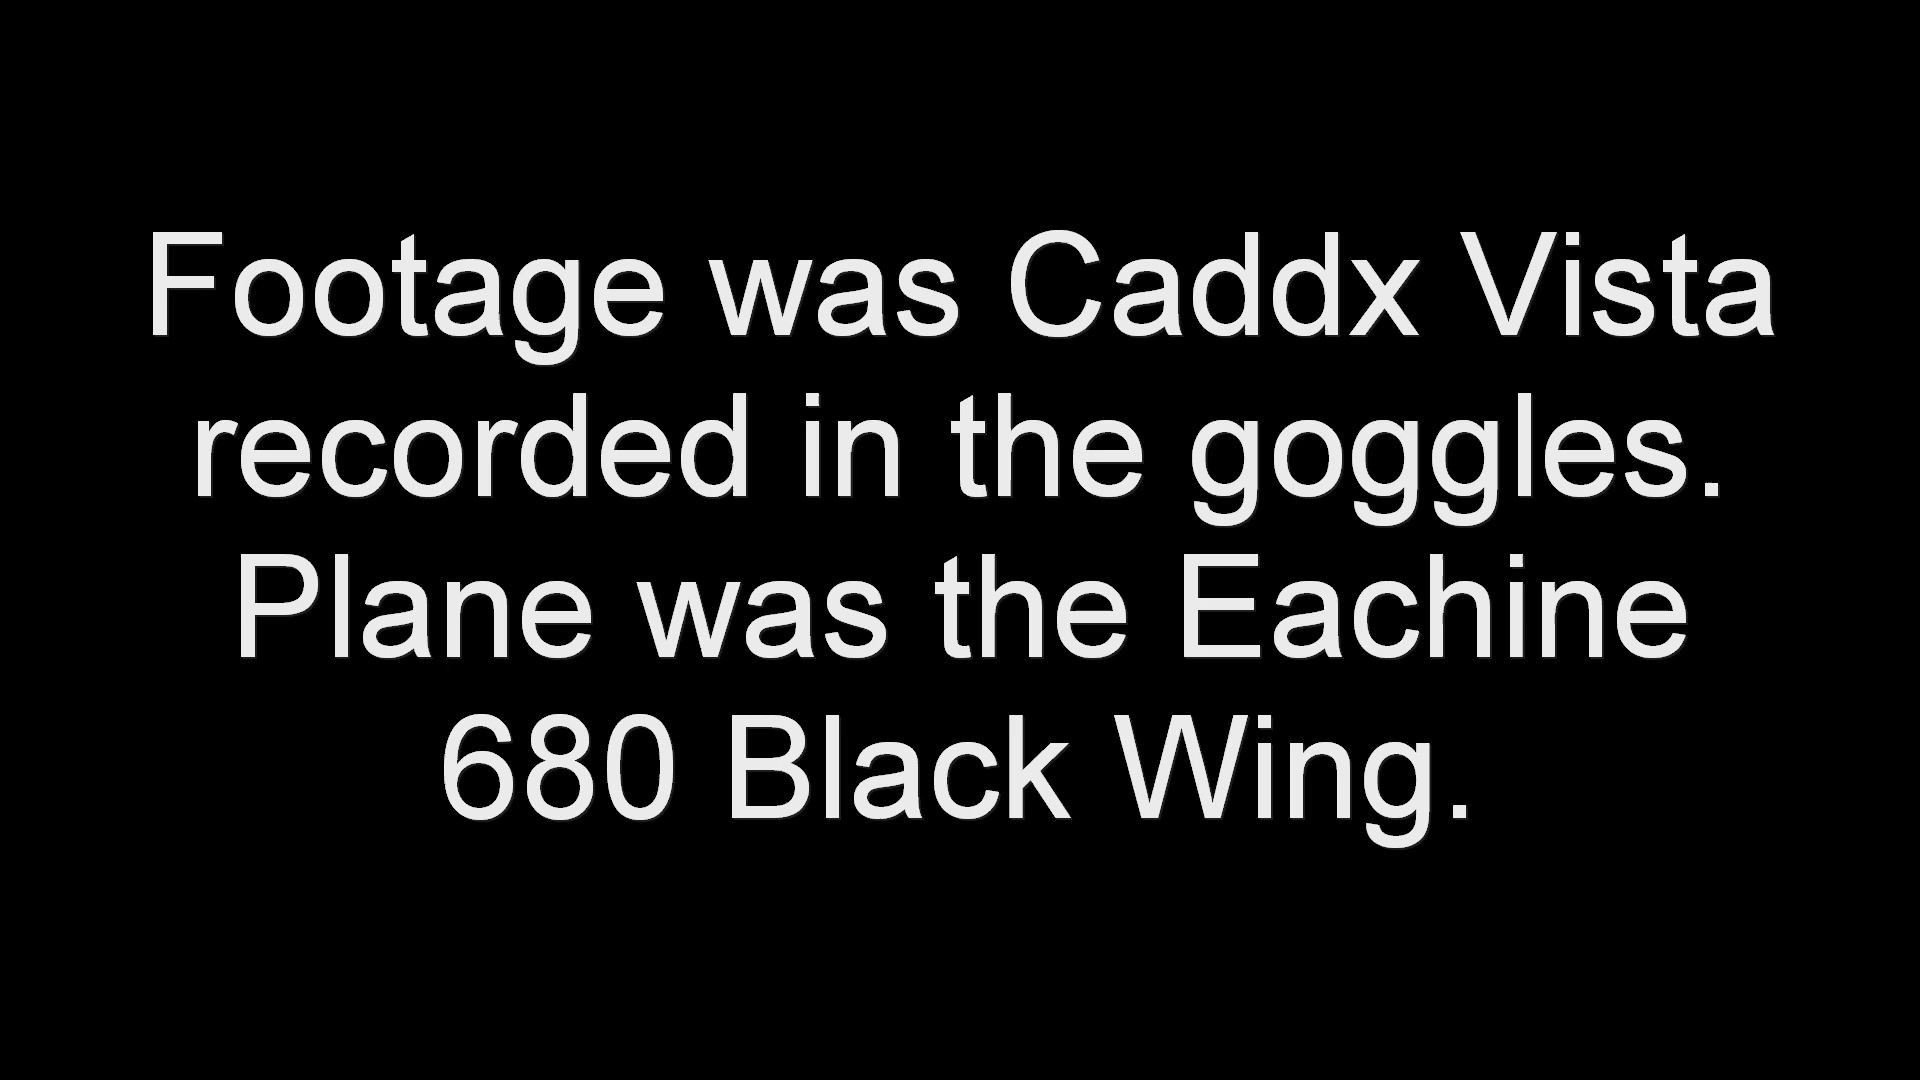 Footage was Caddx Vista
recorded in the goggles.
Plane was the Eachine
680 Black Wing.